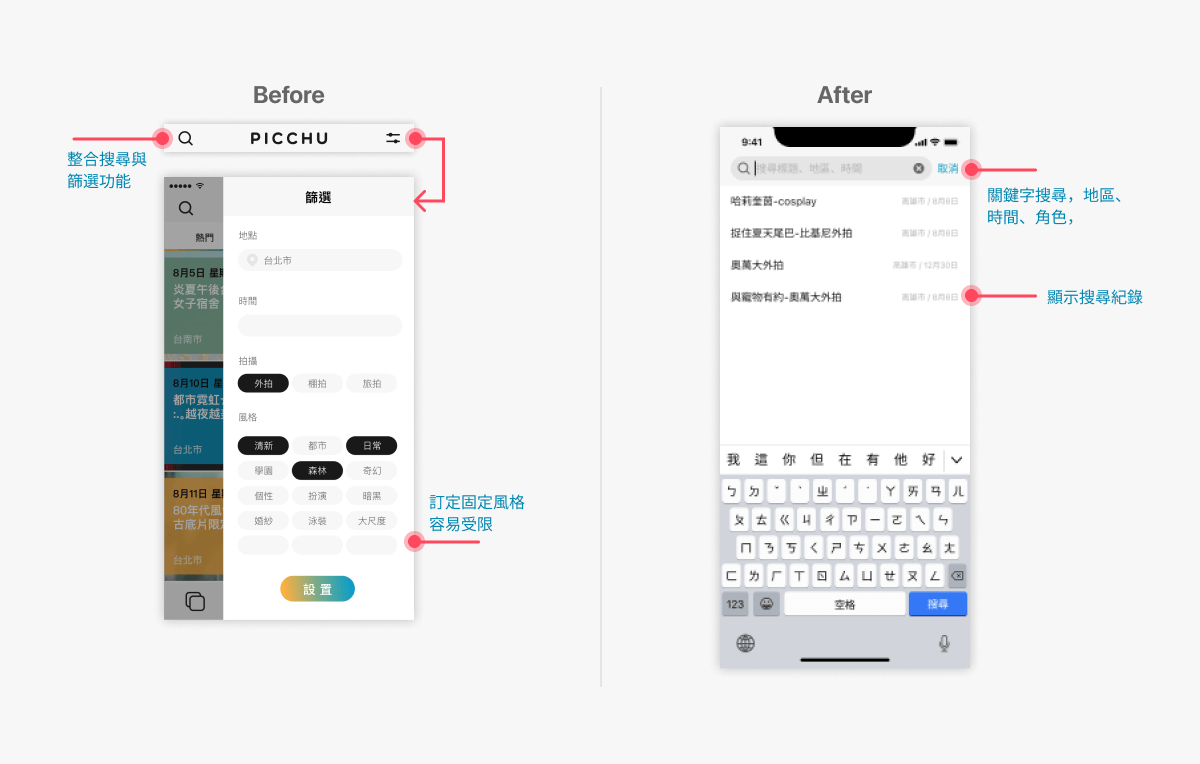 Before
整合搜尋與
篩選功能
PICCHU
篩選
熱門
地點
台北市
時間
拍攝
外拍 棚拍 旅拍
風格
清新 都市 日常
學園 森林 奇幻
個性 扮演 暗黑
婚紗 泳裝 大尺度
設置
8月5日 星
炎夏午後
女子宿舍
台南市
8月10日 星
都市霓虹
:.。越夜越
台北市
8月11日 星
80年代風
古底片限
台北市
訂定固定風格
容易受限
After
9:41
搜尋標題、地區、時間
取消
哈莉奎茵-cosplay 高雄市 / 8月8日
捉住夏天尾巴-比基尼外拍 高雄市 / 8月8日
奧萬大外拍 高雄市 / 12月30日
與寵物有約-奧萬大外拍 高雄市 / 8月8日
關鍵字搜尋，地區、
時間、角色，
顯示搜尋紀錄
我 這 你 但 在 有 他 好
ㄅ ㄉ ˇ ˋ ㄓ ˊ ˙ ㄚ ㄞ ㄢ ㄦ
ㄆ ㄊ ㄍ ㄐ ㄔ ㄗ ㄧ ㄛ ㄟ ㄣ
ㄇ ㄋ ㄎ ㄑ ㄕ ㄘ ㄨ ㄜ ㄠ ㄤ
ㄈ ㄌ ㄏ ㄒ ㄖ ㄙ ㄩ ㄝ ㄡ ㄥ
123 空格 搜尋